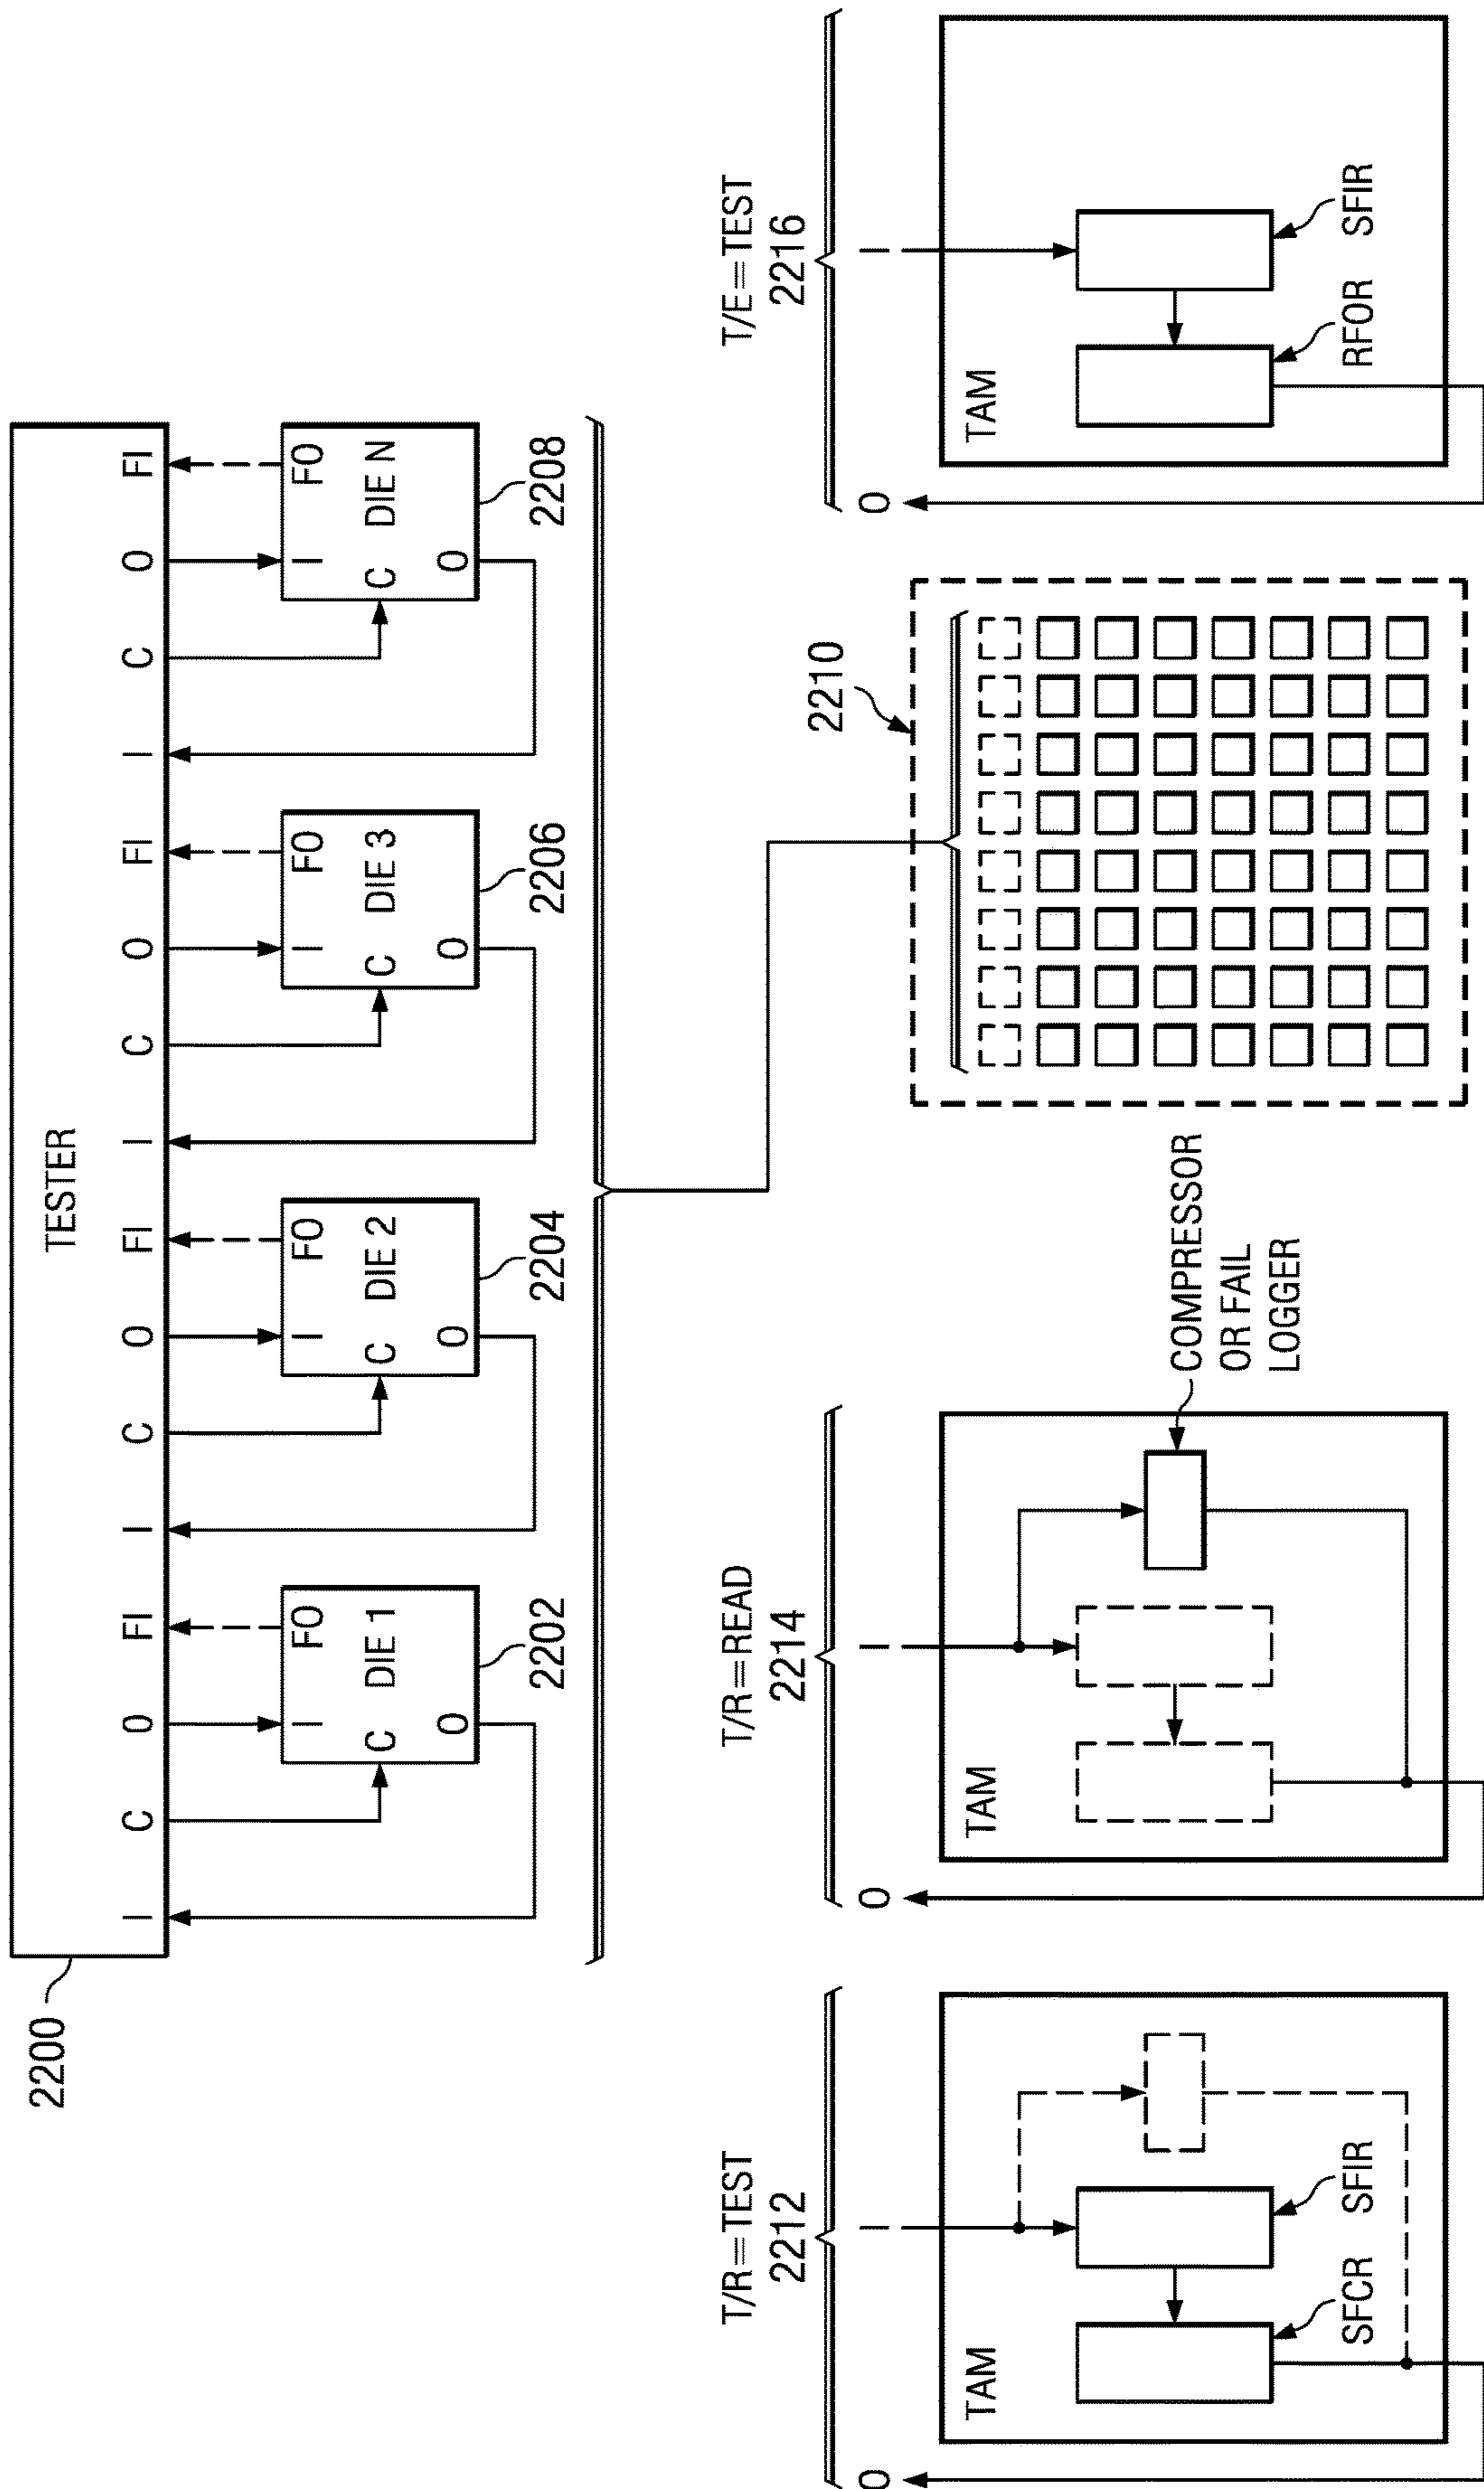 2200
TESTER
I C O FI I C O FI I C O FI I C O FI
I FO I FO I FO I FO
C DIE 1 C DIE 2 C DIE 3 C DIE N
O O O O
2202 2204 2206 2208
T/R=TEST
2212
O I
TAM
SFCR SFIR
T/R=READ
2214
O I
TAM
COMPRESSOR
OR FAIL
LOGGER
2210
T/E=TEST
2216
O I
TAM
RFOR SFIR